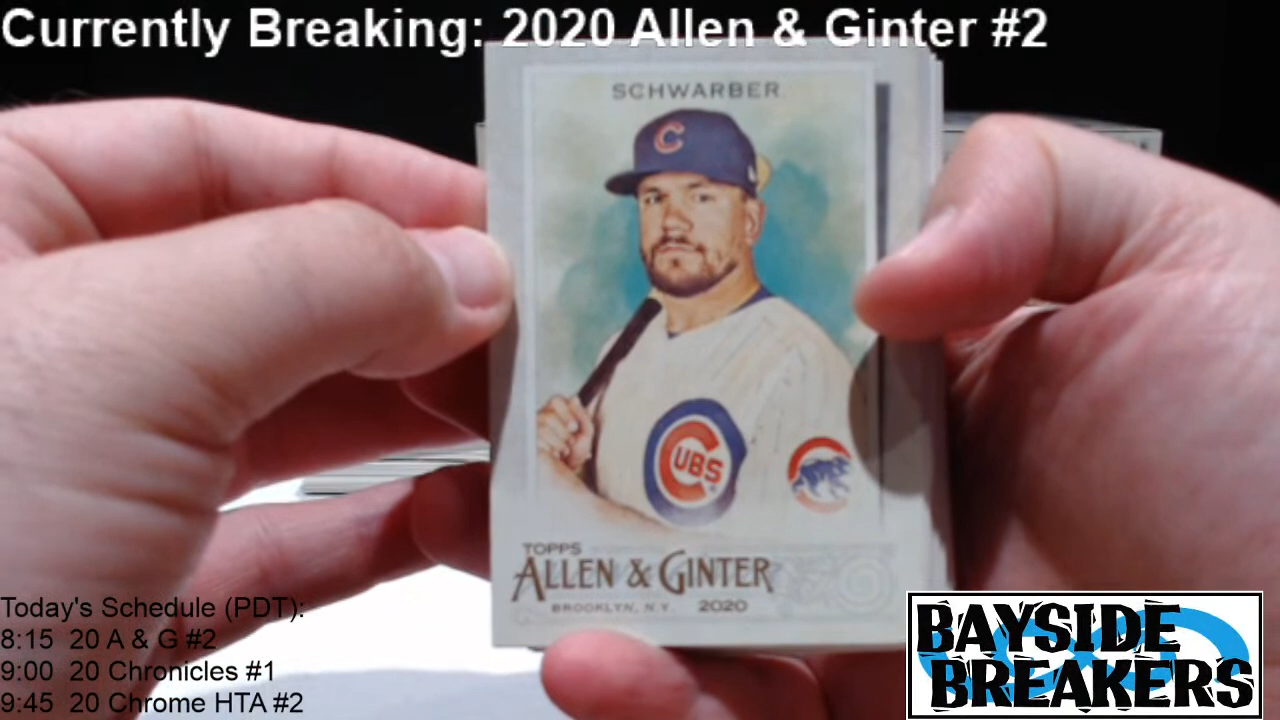 Currently Breaking: 2020 Allen & Ginter #2
SCHWARBER
C
CUBS
TOPPS
ALLEN & GINTER
BROOKLYN, N.Y. 2020
Today's Schedule (PDT):
8:15 20 A & G #2
9:00 20 Chronicles #1
9:45 20 Chrome HTA #2
BAYSIDE
BREAKERS